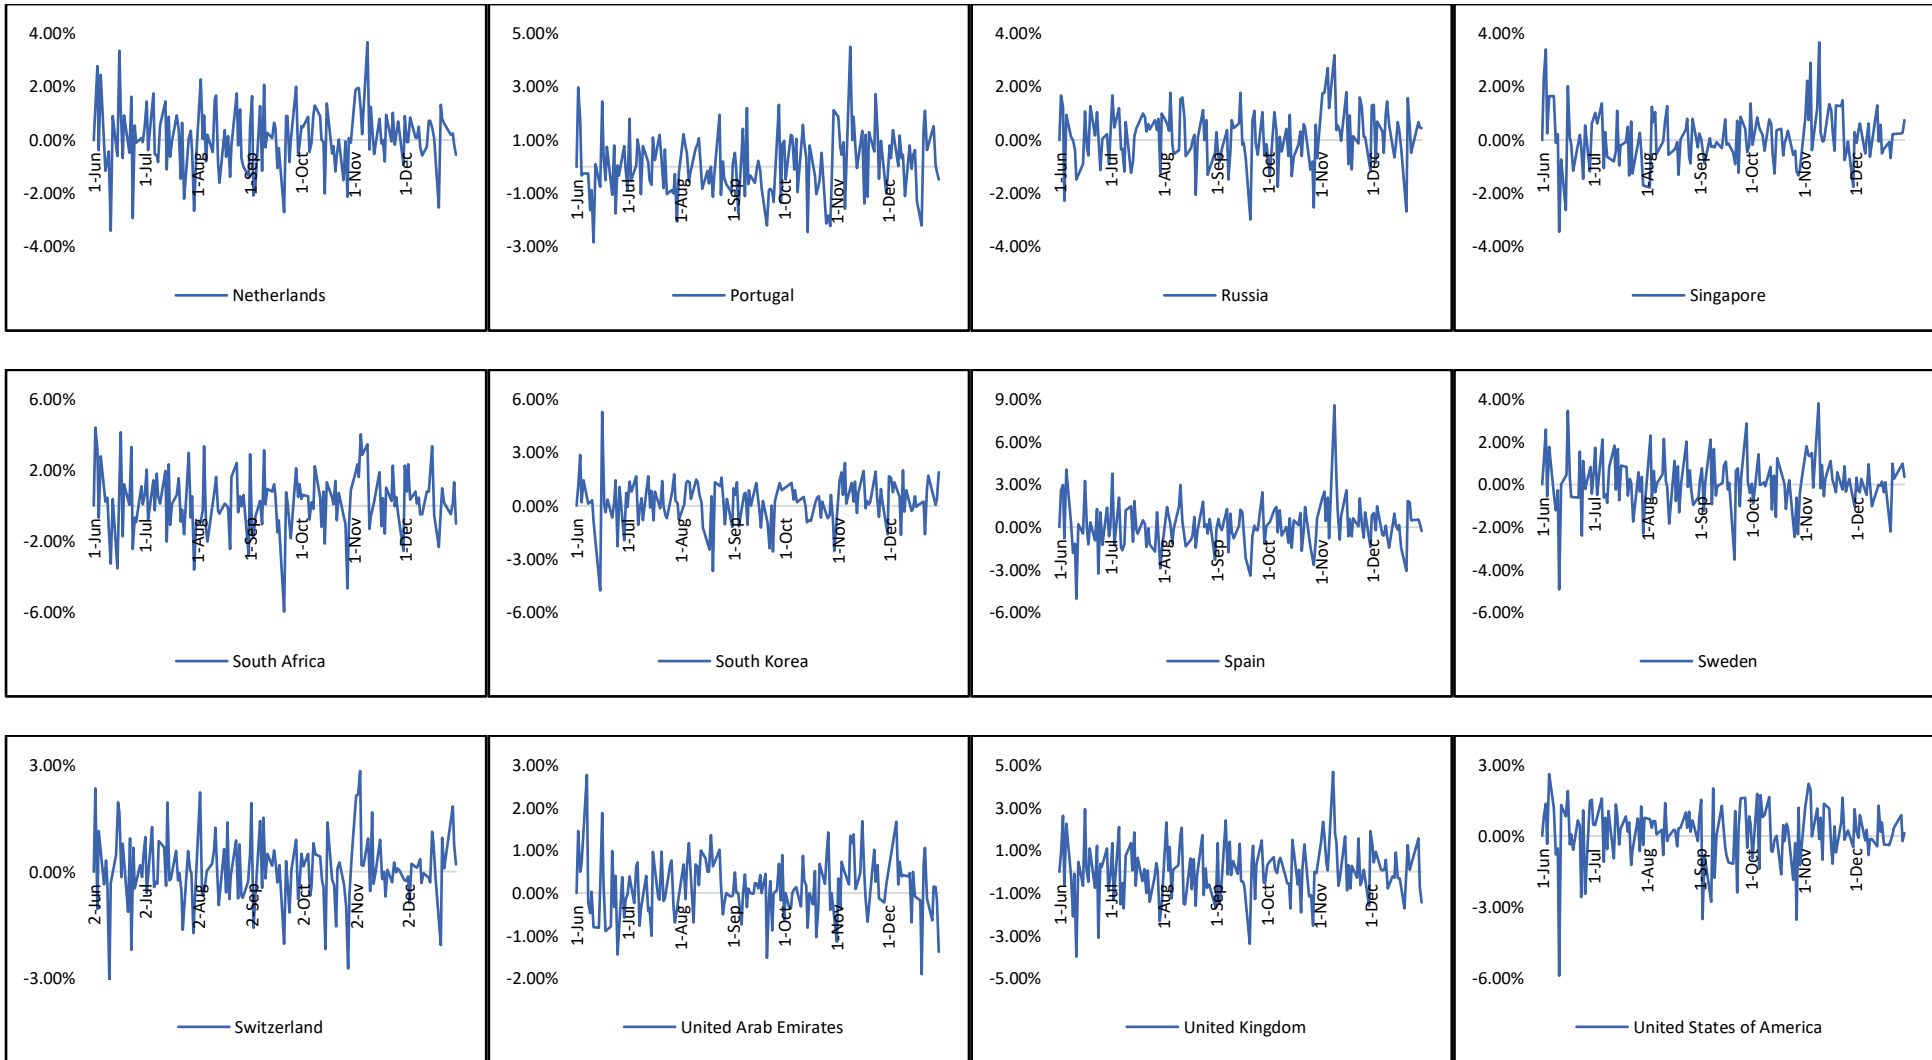 4.00%
2.00%
0.00%
-2.00%
-4.00%
1-Jun
1-Jul
1-Aug
1-Sep
1-Oct
1-Nov
1-Dec
Netherlands
5.00%
3.00%
1.00%
-1.00%
-3.00%
1-Jun
1-Jul
1-Aug
1-Sep
1-Oct
1-Nov
1-Dec
Portugal
4.00%
2.00%
0.00%
-2.00%
-4.00%
1-Jun
1-Jul
1-Aug
1-Sep
1-Oct
1-Nov
1-Dec
Russia
4.00%
2.00%
0.00%
-2.00%
-4.00%
1-Jun
1-Jul
1-Aug
1-Sep
1-Oct
1-Nov
1-Dec
Singapore
6.00%
2.00%
-2.00%
-6.00%
1-Jun
1-Jul
1-Aug
1-Sep
1-Oct
1-Nov
1-Dec
South Africa
6.00%
3.00%
0.00%
-3.00%
-6.00%
1-Jun
1-Jul
1-Aug
1-Sep
1-Oct
1-Nov
1-Dec
South Korea
9.00%
6.00%
3.00%
0.00%
-3.00%
-6.00%
1-Jun
1-Jul
1-Aug
1-Sep
1-Oct
1-Nov
1-Dec
Spain
4.00%
2.00%
0.00%
-2.00%
-4.00%
-6.00%
1-Jun
1-Jul
1-Aug
1-Sep
1-Oct
1-Nov
1-Dec
Sweden
3.00%
0.00%
-3.00%
2-Jun
2-Jul
2-Aug
2-Sep
2-Oct
2-Nov
2-Dec
Switzerland
3.00%
2.00%
1.00%
0.00%
-1.00%
-2.00%
1-Jun
1-Jul
1-Aug
1-Sep
1-Oct
1-Nov
1-Dec
United Arab Emirates
5.00%
3.00%
1.00%
-1.00%
-3.00%
-5.00%
1-Jun
1-Jul
1-Aug
1-Sep
1-Oct
1-Nov
1-Dec
United Kingdom
3.00%
0.00%
-3.00%
-6.00%
1-Jun
1-Jul
1-Aug
1-Sep
1-Oct
1-Nov
1-Dec
United States of America